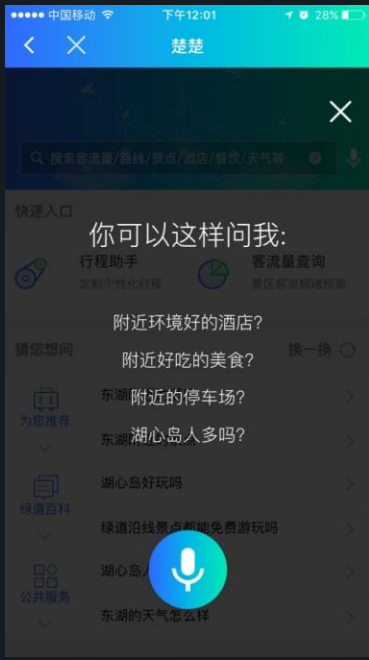 中国移动
下午12:01
28%
楚楚
搜索客流量/路线/景点/酒店/餐饮/天气等
快速入口
你可以这样问我:
行程助手
客流量查询
定制个性化行程
景区客流拥堵预测
附近环境好的酒店?
猜您想问
换一换
附近好吃的美食?
附近的停车场?
为您推荐
湖心岛人多吗?
湖心岛好玩吗
绿道百科
绿道沿线景点都能免费游玩吗
湖心岛
公共服务
东湖的天气怎么样